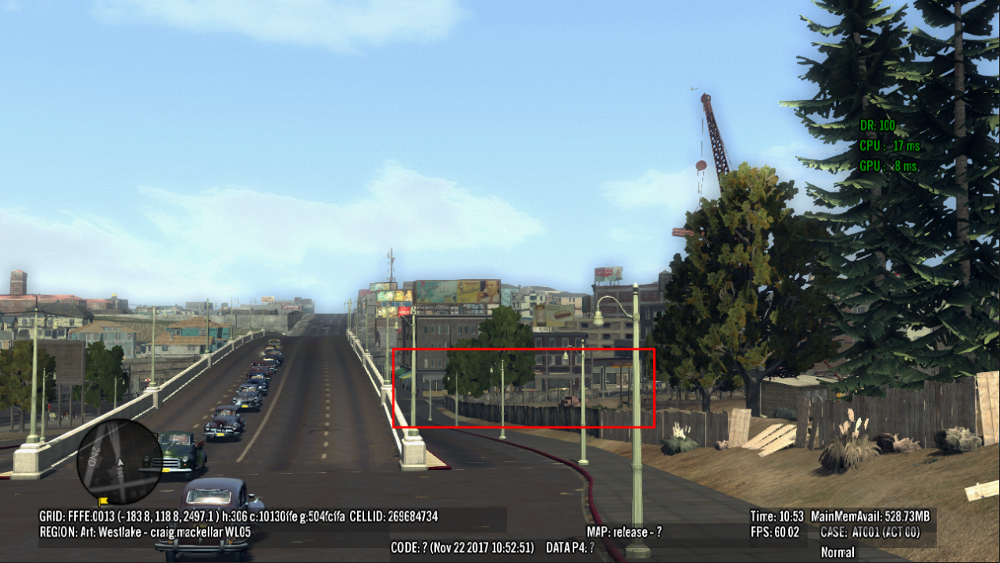 DR: 100
CPU : 17 ms
GPU : 8 ms
2ND
GRID: FFFE.0013 (-183 8, 118 8, 2497.1 ) h:306 c:10130ffe g:504fcffa CELLID: 269684734
REGION: Art: Westlake - craig mackellar WL05
CODE: ? (Nov 22 2017 10:52:51) DATA P4: ?
MAP: release - ?
Time: 10:53 MainMemAvail: 528.73MB
FPS: 60.02 CASE: AT001 (ACT 00)
Normal